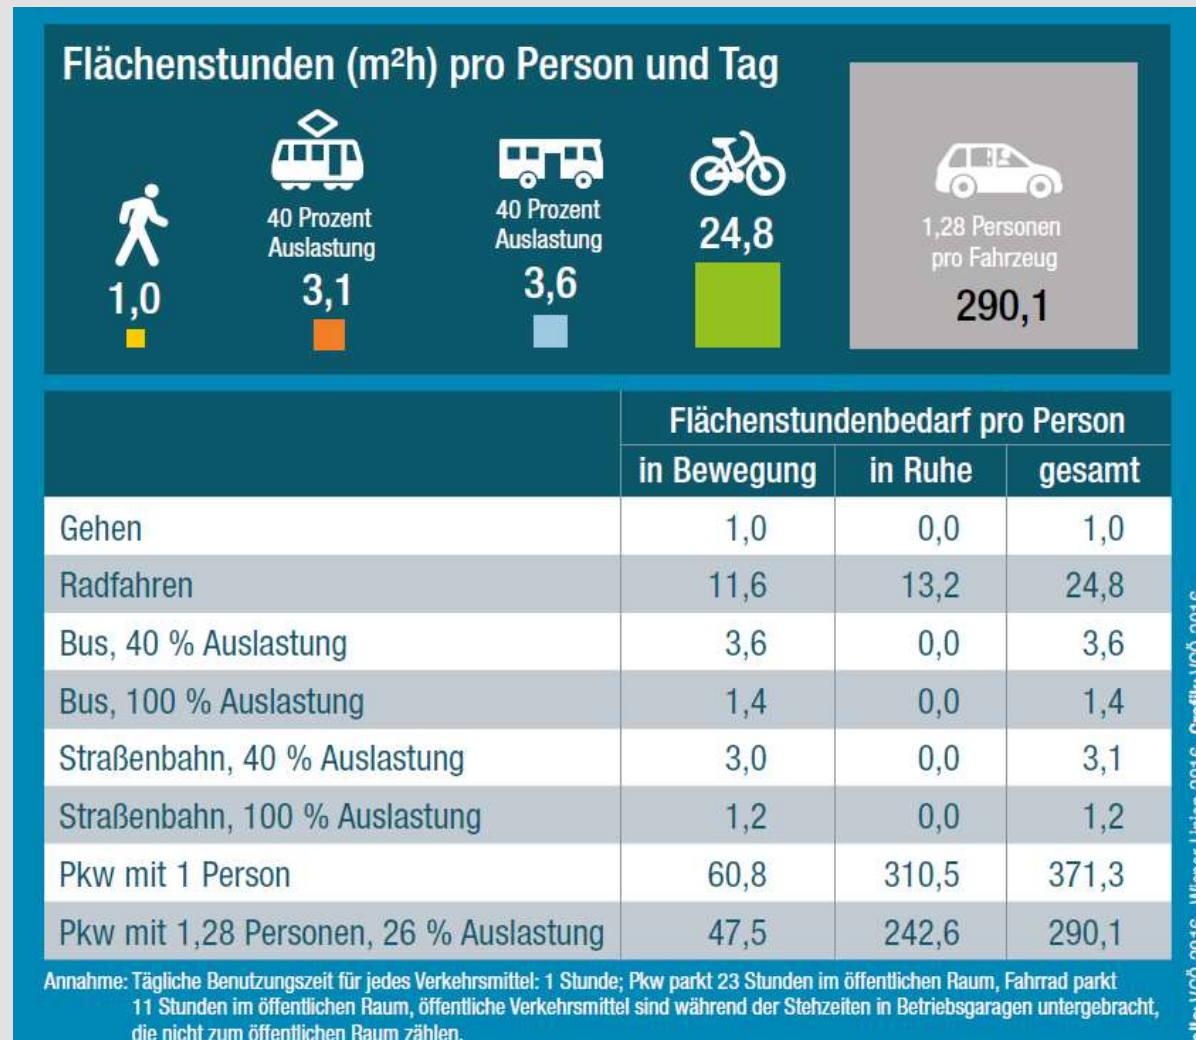 Flächenstunden (m²h) pro Person und Tag
1,0
40 Prozent
Auslastung
3,1
40 Prozent
Auslastung
3,6
24,8
1,28 Personen
pro Fahrzeug
290,1
Flächenstundenbedarf pro Person
in Bewegung in Ruhe gesamt
Gehen 1,0 0,0 1,0
Radfahren 11,6 13,2 24,8
Bus, 40 % Auslastung 3,6 0,0 3,6
Bus, 100 % Auslastung 1,4 0,0 1,4
Straßenbahn, 40 % Auslastung 3,0 0,0 3,1
Straßenbahn, 100 % Auslastung 1,2 0,0 1,2
Pkw mit 1 Person 60,8 310,5 371,3
Pkw mit 1,28 Personen, 26 % Auslastung 47,5 242,6 290,1
Annahme: Tägliche Benutzungszeit für jedes Verkehrsmittel: 1 Stunde; Pkw parkt 23 Stunden im öffentlichen Raum, Fahrrad parkt
11 Stunden im öffentlichen Raum, öffentliche Verkehrsmittel sind während der Stehzeiten in Betriebsgaragen untergebracht,
die nicht zum öffentlichen Raum zählen.